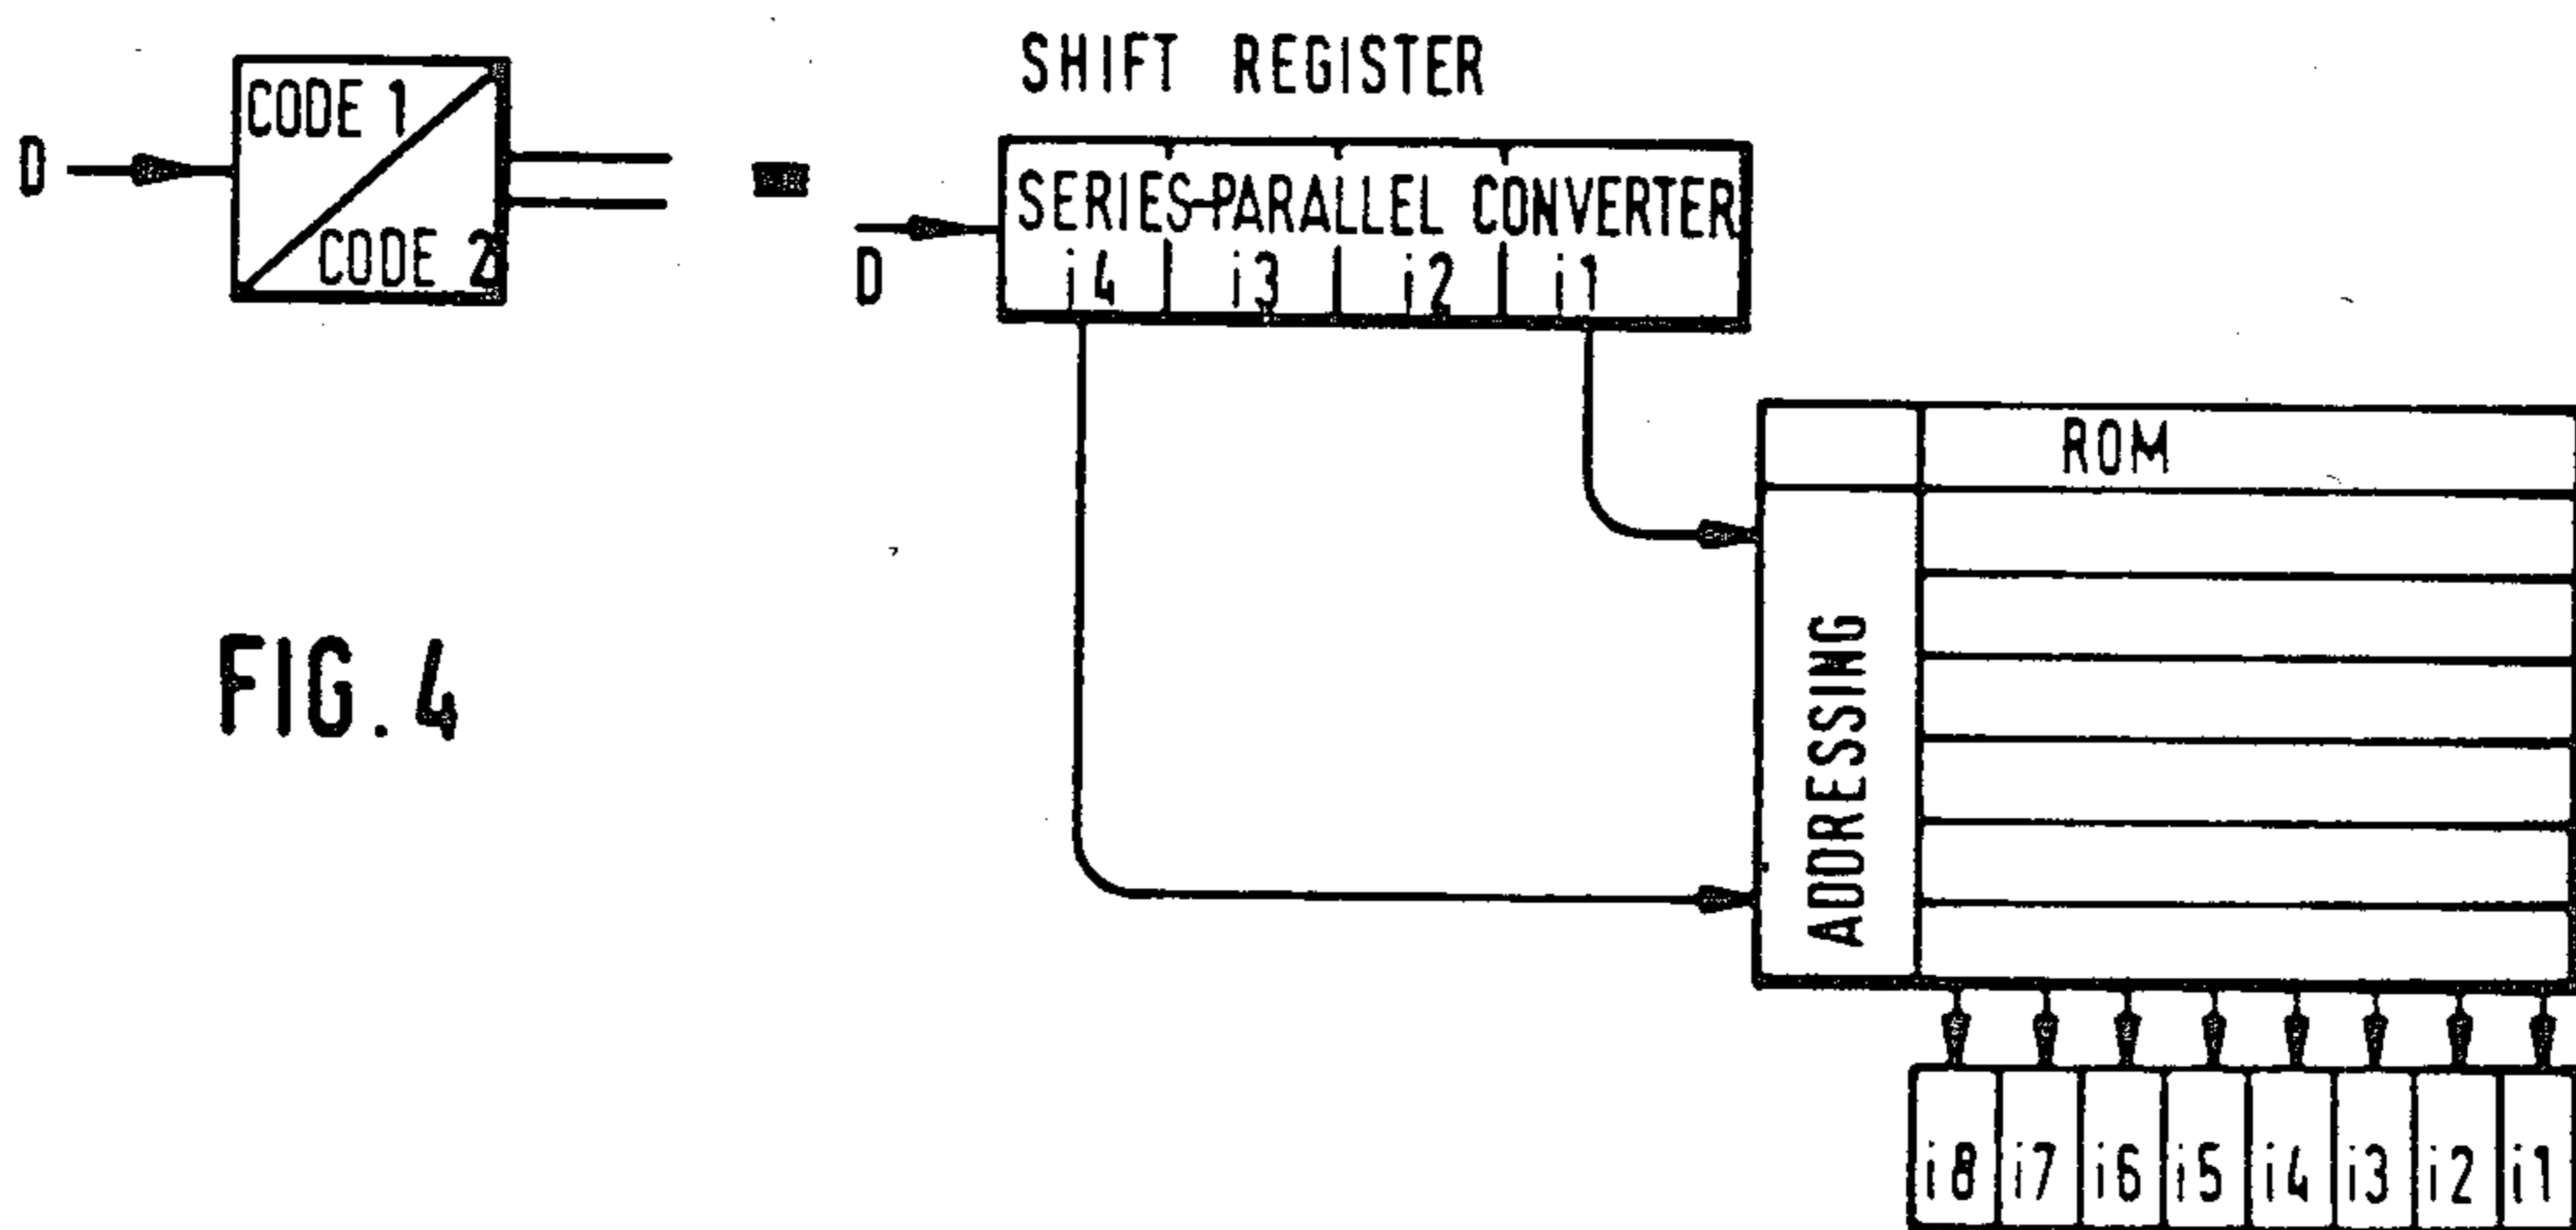 SHIFT REGISTER
CODE 1
CODE 2
D
D
SERIES-PARALLEL CONVERTER
i4 i3 i2 i1
ROM
ADDRESSING
FIG. 4
i8 i7 i6 i5 i4 i3 i2 i1